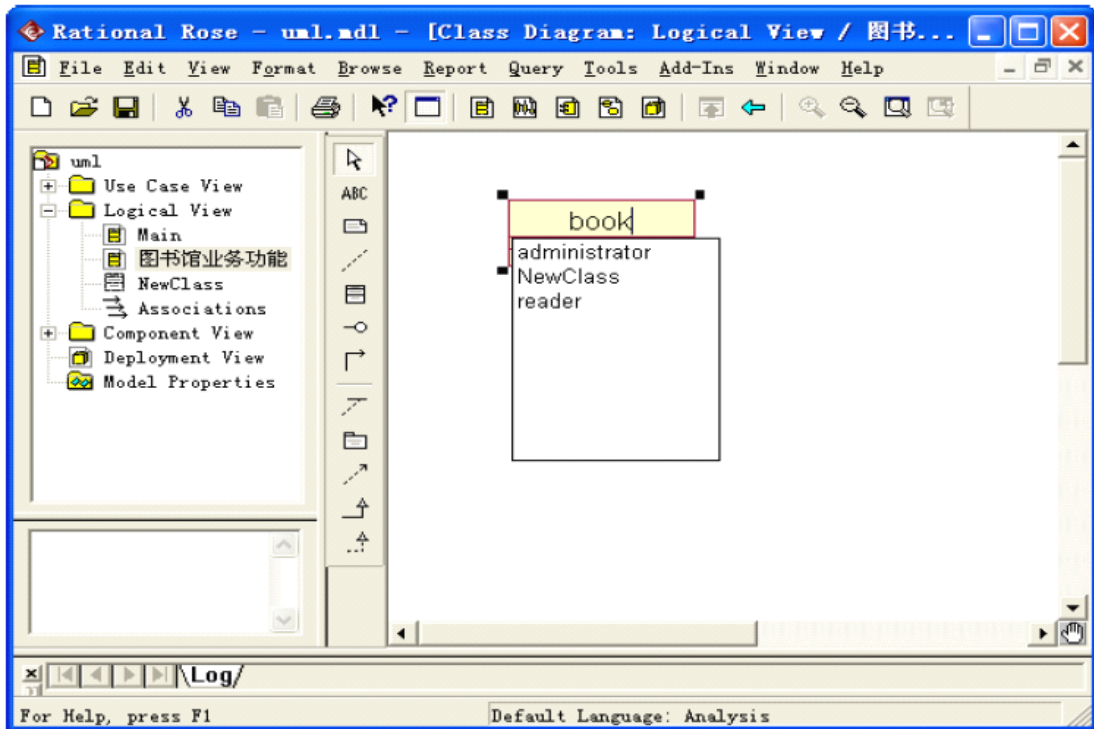 Rational Rose - uml.mdl - [Class Diagram: Logical View / 图书...
File Edit View Format Browse Report Query Tools Add-Ins Window Help
uml
Use Case View
Logical View
Main
图书馆业务功能
NewClass
Associations
Component View
Deployment View
Model Properties
ABC
book
administrator
NewClass
reader
Log
For Help, press F1
Default Language: Analysis